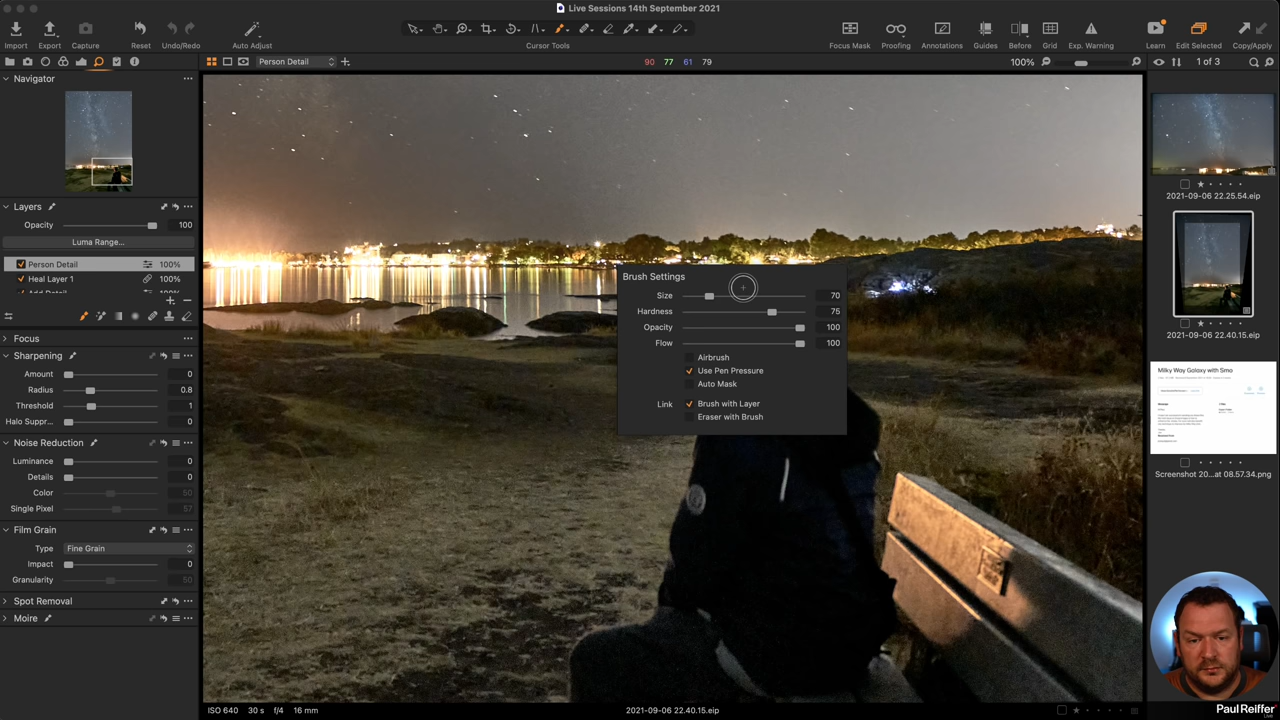 Live Sessions 14th September 2021
Import Export Capture Reset Undo/Redo Auto Adjust Cursor Tools Focus Mask Proofing Annotations Guides Before Grid Exp. Warning Learn Edit Selected Copy/Apply
Person Detail
90 77 61 79
100%
1 of 3
Navigator
Layers
Opacity 100
Luma Range...
Person Detail 100%
Heal Layer 1 100%
Focus
Sharpening
Amount 0
Radius 0.8
Threshold 1
Halo Suppr... 0
Noise Reduction
Luminance 0
Details 0
Color 50
Single Pixel 57
Film Grain
Type Fine Grain
Impact 0
Granularity 50
Spot Removal
Moire
Brush Settings
Size 70
Hardness 75
Opacity 100
Flow 100
Airbrush
Use Pen Pressure
Auto Mask
Link Brush with Layer
Eraser with Brush
ISO 640 30 s f/4 16 mm
2021-09-06 22.40.15.eip
2021-09-06 22.25.54.eip
2021-09-06 22.40.15.eip
Milky Way Galaxy with Smo
Screenshot 20...at 08.57.34.png
Paul Reiffer
Live